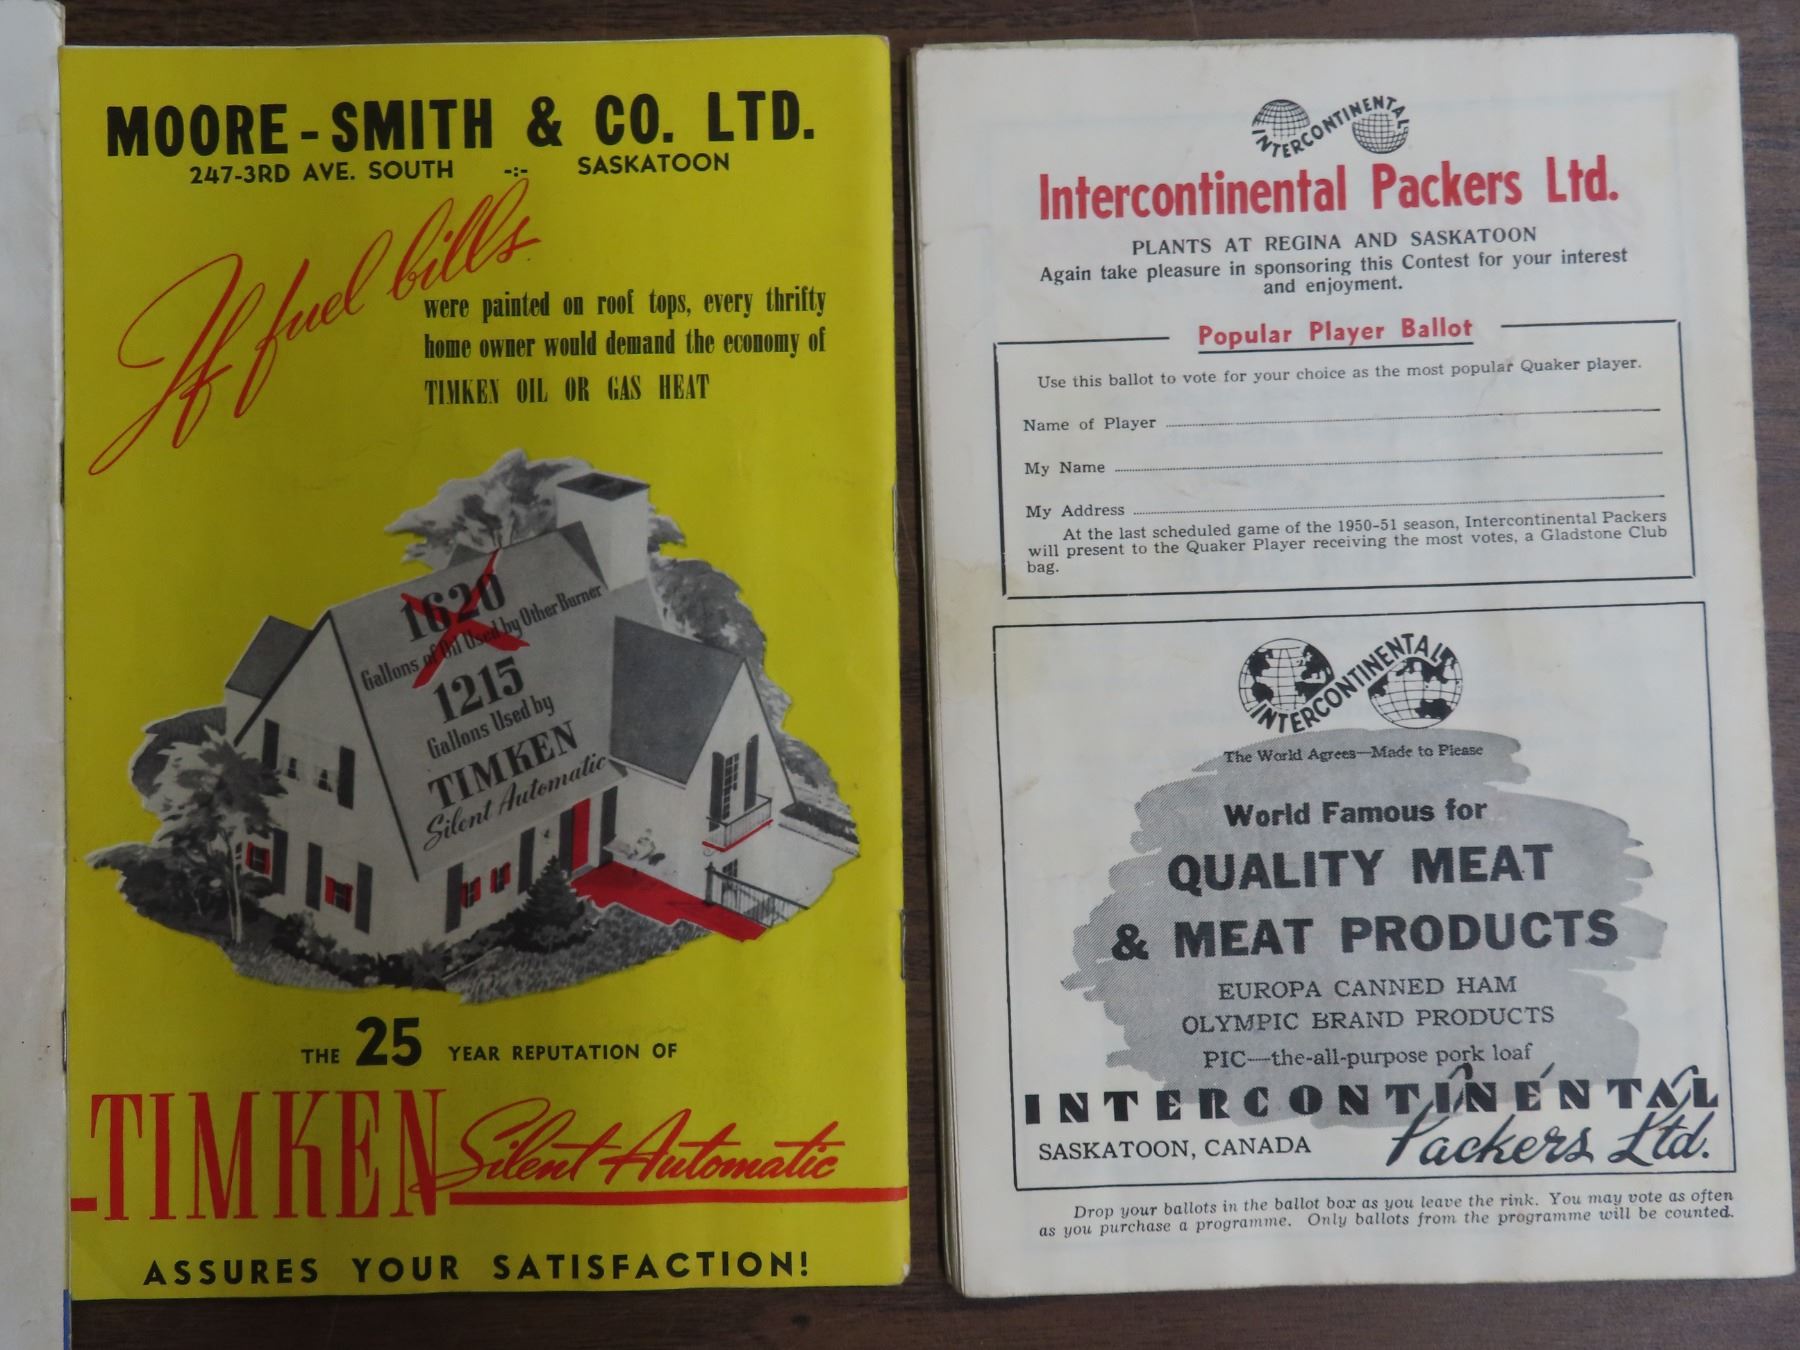 MOORE-SMITH & CO. LTD.
247-3RD AVE. SOUTH -:- SASKATOON
If fuel bills
were painted on roof tops, every thrifty
home owner would demand the economy of
TIMKEN OIL OR GAS HEAT
1620
Gallons of Oil Used by Other Burner
1215
Gallons Used by
TIMKEN
Silent Automatic
THE 25 YEAR REPUTATION OF
TIMKEN Silent Automatic
ASSURES YOUR SATISFACTION!
INTERCONTINENTAL
Intercontinental Packers Ltd.
PLANTS AT REGINA AND SASKATOON
Again take pleasure in sponsoring this Contest for your interest
and enjoyment.
Popular Player Ballot
Use this ballot to vote for your choice as the most popular Quaker player.
Name of Player
My Name
My Address
At the last scheduled game of the 1950-51 season, Intercontinental Packers
will present to the Quaker Player receiving the most votes, a Gladstone Club
bag.
INTERCONTINENTAL
The World Agrees—Made to Please
World Famous for
QUALITY MEAT
& MEAT PRODUCTS
EUROPA CANNED HAM
OLYMPIC BRAND PRODUCTS
PIC—the-all-purpose pork loaf
INTERCONTINENTAL
SASKATOON, CANADA Packers Ltd.
Drop your ballots in the ballot box as you leave the rink. You may vote as often
as you purchase a programme. Only ballots from the programme will be counted.